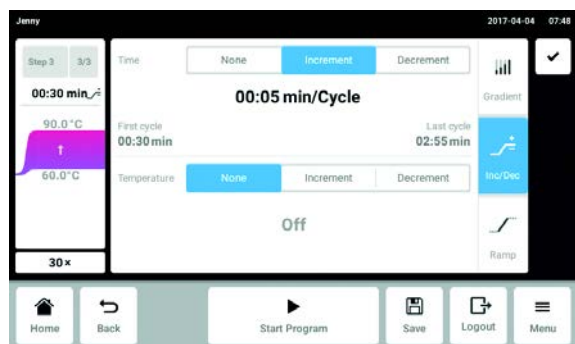 Jenny
2017-04-04 07:48
Step 3 3/3
00:30 min
90.0°C
60.0°C
30×
Time
None Increment Decrement
00:05 min/Cycle
First cycle Last cycle
00:30 min 02:55 min
Temperature
None Increment Decrement
Off
Gradient
Inc/Dec
Ramp
Home Back Start Program Save Logout Menu